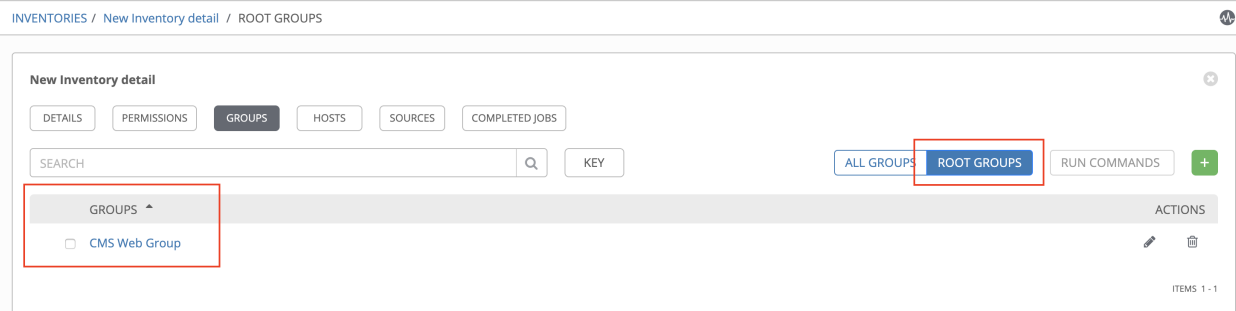 INVENTORIES / New Inventory detail / ROOT GROUPS
New Inventory detail
DETAILS PERMISSIONS GROUPS HOSTS SOURCES COMPLETED JOBS
SEARCH KEY ALL GROUPS ROOT GROUPS RUN COMMANDS +
GROUPS ACTIONS
CMS Web Group
ITEMS 1 - 1